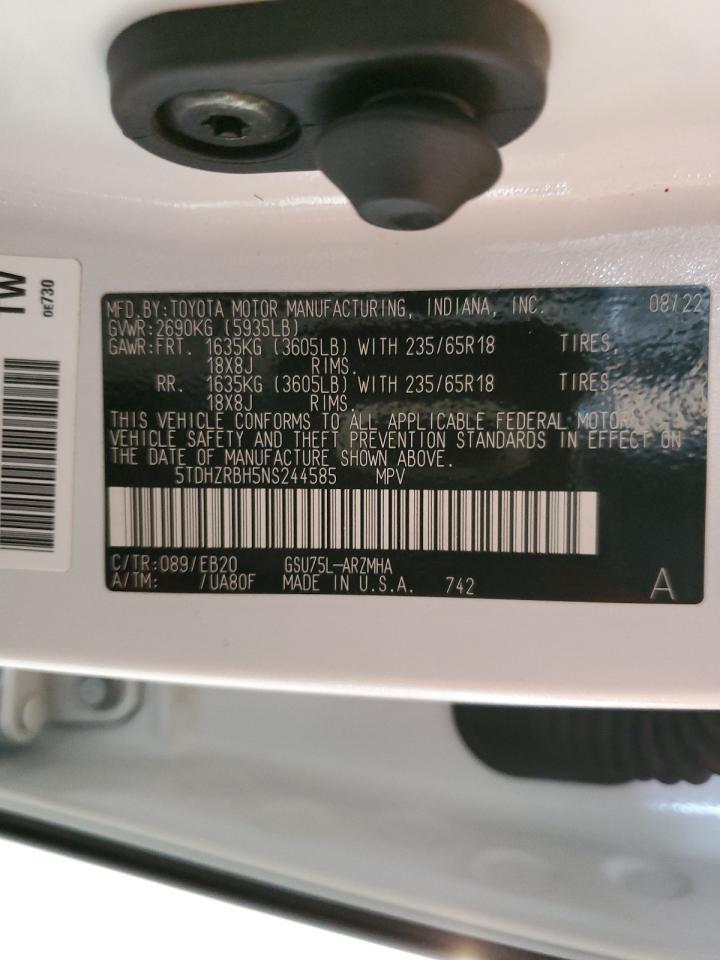 TW
0E730
MFD.BY:TOYOTA MOTOR MANUFACTURING, INDIANA, INC. 08/22
GVWR:2690KG (5935LB)
GAWR:FRT. 1635KG (3605LB) WITH 235/65R18 TIRES,
18X8J RIMS.
RR. 1635KG (3605LB) WITH 235/65R18 TIRES,
18X8J RIMS.
THIS VEHICLE CONFORMS TO ALL APPLICABLE FEDERAL MOTOR
VEHICLE SAFETY AND THEFT PREVENTION STANDARDS IN EFFECT ON
THE DATE OF MANUFACTURE SHOWN ABOVE.
5TDHZRBH5NS244585 MPV
C/TR:089/EB20 GSU75L-ARZMHA
A/TM: /UA80F MADE IN U.S.A. 742 A